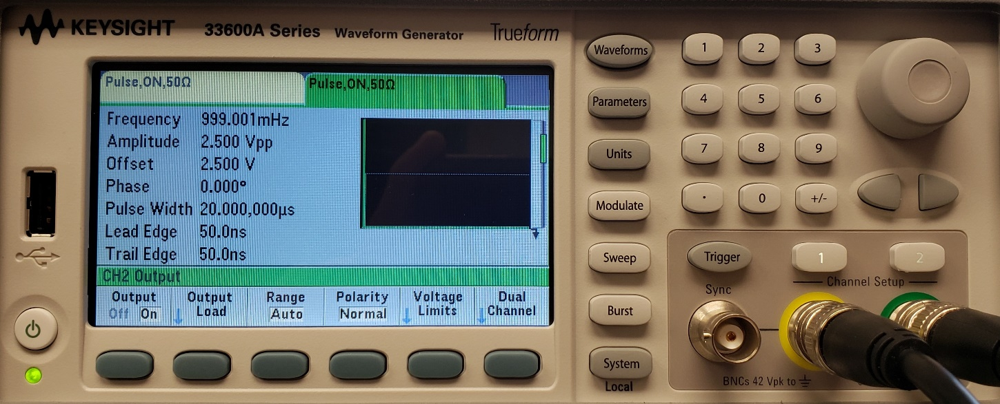 KEYSIGHT 33600A Series Waveform Generator Trueform
Pulse,ON,50Ω Pulse,ON,50Ω
Frequency 999.001mHz
Amplitude 2.500 Vpp
Offset 2.500 V
Phase 0.000°
Pulse Width 20.000,000µs
Lead Edge 50.0ns
Trail Edge 50.0ns
CH2 Output
Output Off On
Output Load
Range Auto
Polarity Normal
Voltage Limits
Dual Channel
Waveforms
Parameters
Units
Modulate
Sweep
Burst
System
Local
1 2 3
4 5 6
7 8 9
. 0 +/-
Trigger 1 2
Channel Setup
Sync
BNCs 42 Vpk to